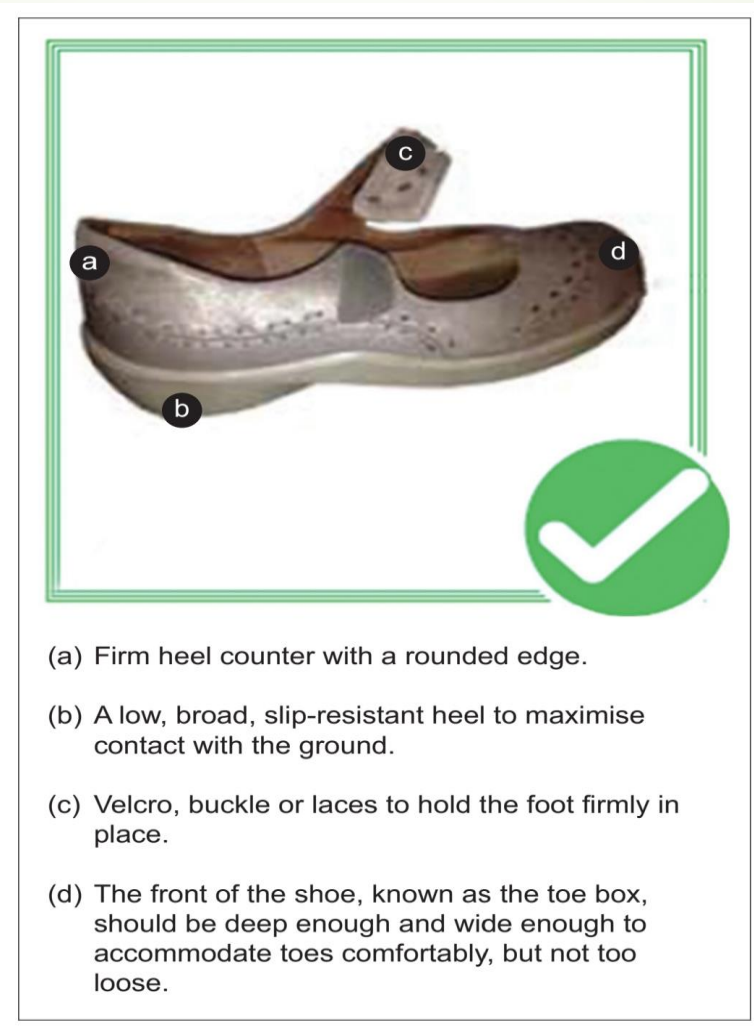 c
a
d
b
(a) Firm heel counter with a rounded edge.
(b) A low, broad, slip-resistant heel to maximise
contact with the ground.
(c) Velcro, buckle or laces to hold the foot firmly in
place.
(d) The front of the shoe, known as the toe box,
should be deep enough and wide enough to
accommodate toes comfortably, but not too
loose.